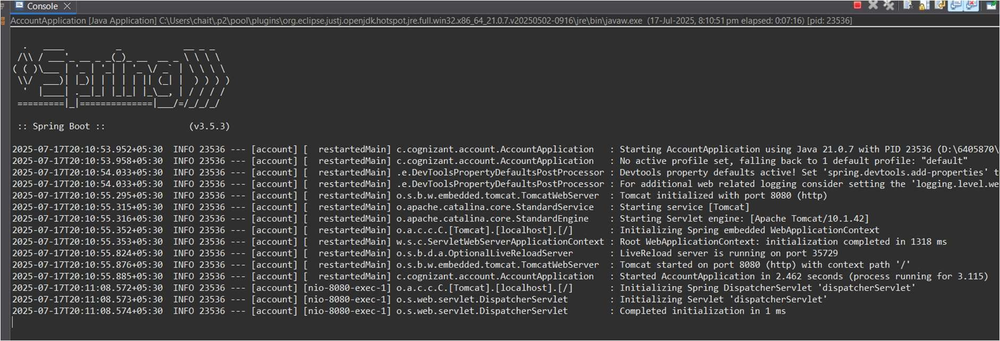 Console
AccountApplication [Java Application] C:\Users\chait\.p2\pool\plugins\org.eclipse.justj.openjdk.hotspot.jre.full.win32.x86_64_21.0.7.v20250502-0916\jre\bin\javaw.exe (17-Jul-2025, 8:10:51 pm elapsed: 0:07:16) [pid: 23536]
Spring
:: Spring Boot ::                (v3.5.3)
2025-07-17T20:10:53.952+05:30  INFO 23536 --- [account] [  restartedMain] c.cognizant.account.AccountApplication   : Starting AccountApplication using Java 21.0.7 with PID 23536 (D:\6405870\
2025-07-17T20:10:53.958+05:30  INFO 23536 --- [account] [  restartedMain] c.cognizant.account.AccountApplication   : No active profile set, falling back to 1 default profile: "default"
2025-07-17T20:10:54.033+05:30  INFO 23536 --- [account] [  restartedMain] .e.DevToolsPropertyDefaultsPostProcessor : Devtools property defaults active! Set 'spring.devtools.add-properties' t
2025-07-17T20:10:54.033+05:30  INFO 23536 --- [account] [  restartedMain] .e.DevToolsPropertyDefaultsPostProcessor : For additional web related logging consider setting the 'logging.level.we
2025-07-17T20:10:55.295+05:30  INFO 23536 --- [account] [  restartedMain] o.s.b.w.embedded.tomcat.TomcatWebServer  : Tomcat initialized with port 8080 (http)
2025-07-17T20:10:55.315+05:30  INFO 23536 --- [account] [  restartedMain] o.apache.catalina.core.StandardService   : Starting service [Tomcat]
2025-07-17T20:10:55.316+05:30  INFO 23536 --- [account] [  restartedMain] o.apache.catalina.core.StandardEngine    : Starting Servlet engine: [Apache Tomcat/10.1.42]
2025-07-17T20:10:55.352+05:30  INFO 23536 --- [account] [  restartedMain] o.a.c.c.C.[Tomcat].[localhost].[/]       : Initializing Spring embedded WebApplicationContext
2025-07-17T20:10:55.353+05:30  INFO 23536 --- [account] [  restartedMain] w.s.c.ServletWebServerApplicationContext : Root WebApplicationContext: initialization completed in 1318 ms
2025-07-17T20:10:55.824+05:30  INFO 23536 --- [account] [  restartedMain] o.s.b.d.a.OptionalLiveReloadServer       : LiveReload server is running on port 35729
2025-07-17T20:10:55.876+05:30  INFO 23536 --- [account] [  restartedMain] o.s.b.w.embedded.tomcat.TomcatWebServer  : Tomcat started on port 8080 (http) with context path '/'
2025-07-17T20:10:55.885+05:30  INFO 23536 --- [account] [  restartedMain] c.cognizant.account.AccountApplication   : Started AccountApplication in 2.462 seconds (process running for 3.115)
2025-07-17T20:11:08.572+05:30  INFO 23536 --- [account] [nio-8080-exec-1] o.a.c.c.C.[Tomcat].[localhost].[/]       : Initializing Spring DispatcherServlet 'dispatcherServlet'
2025-07-17T20:11:08.573+05:30  INFO 23536 --- [account] [nio-8080-exec-1] o.s.web.servlet.DispatcherServlet        : Initializing Servlet 'dispatcherServlet'
2025-07-17T20:11:08.574+05:30  INFO 23536 --- [account] [nio-8080-exec-1] o.s.web.servlet.DispatcherServlet        : Completed initialization in 1 ms